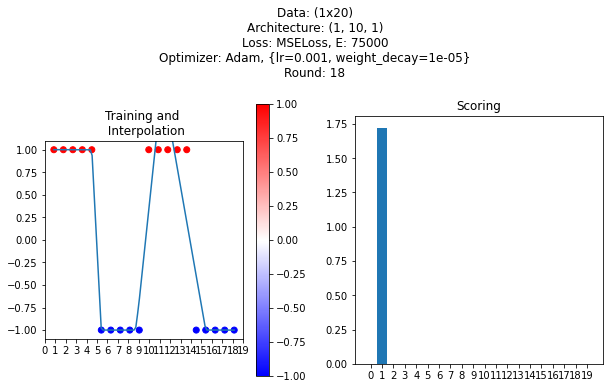 Data: (1x20)
Architecture: (1, 10, 1)
Loss: MSELoss, E: 75000
Optimizer: Adam, {lr=0.001, weight_decay=1e-05}
Round: 18
Training and
Interpolation
1.00
0.75
0.50
0.25
0.00
−0.25
−0.50
−0.75
−1.00
0 1 2 3 4 5 6 7 8 9 10 11 12 13 14 15 16 17 18 19
1.00
0.75
0.50
0.25
0.00
−0.25
−0.50
−0.75
−1.00
Scoring
1.75
1.50
1.25
1.00
0.75
0.50
0.25
0.00
0 1 2 3 4 5 6 7 8 9 10 11 12 13 14 15 16 17 18 19